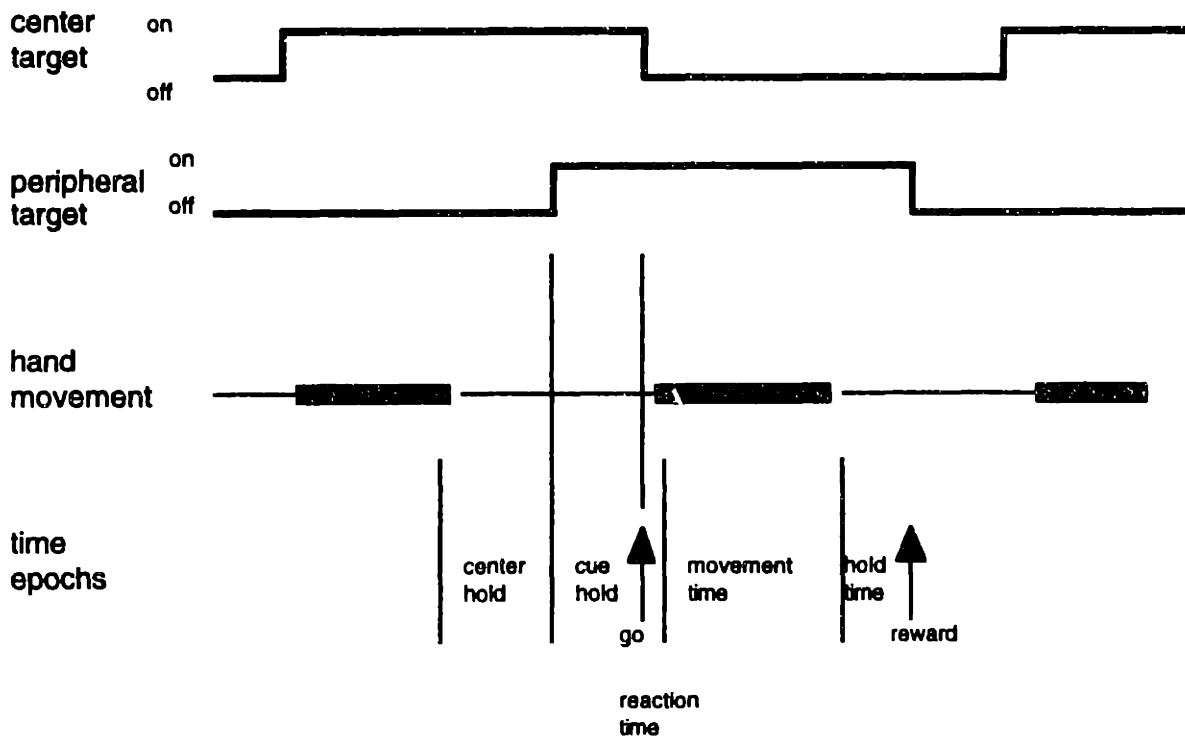 center
target
on
off
peripheral
target
on
off
hand
movement
time
epochs
center
hold
cue
hold
movement
time
hold
time
go
reward
reaction
time